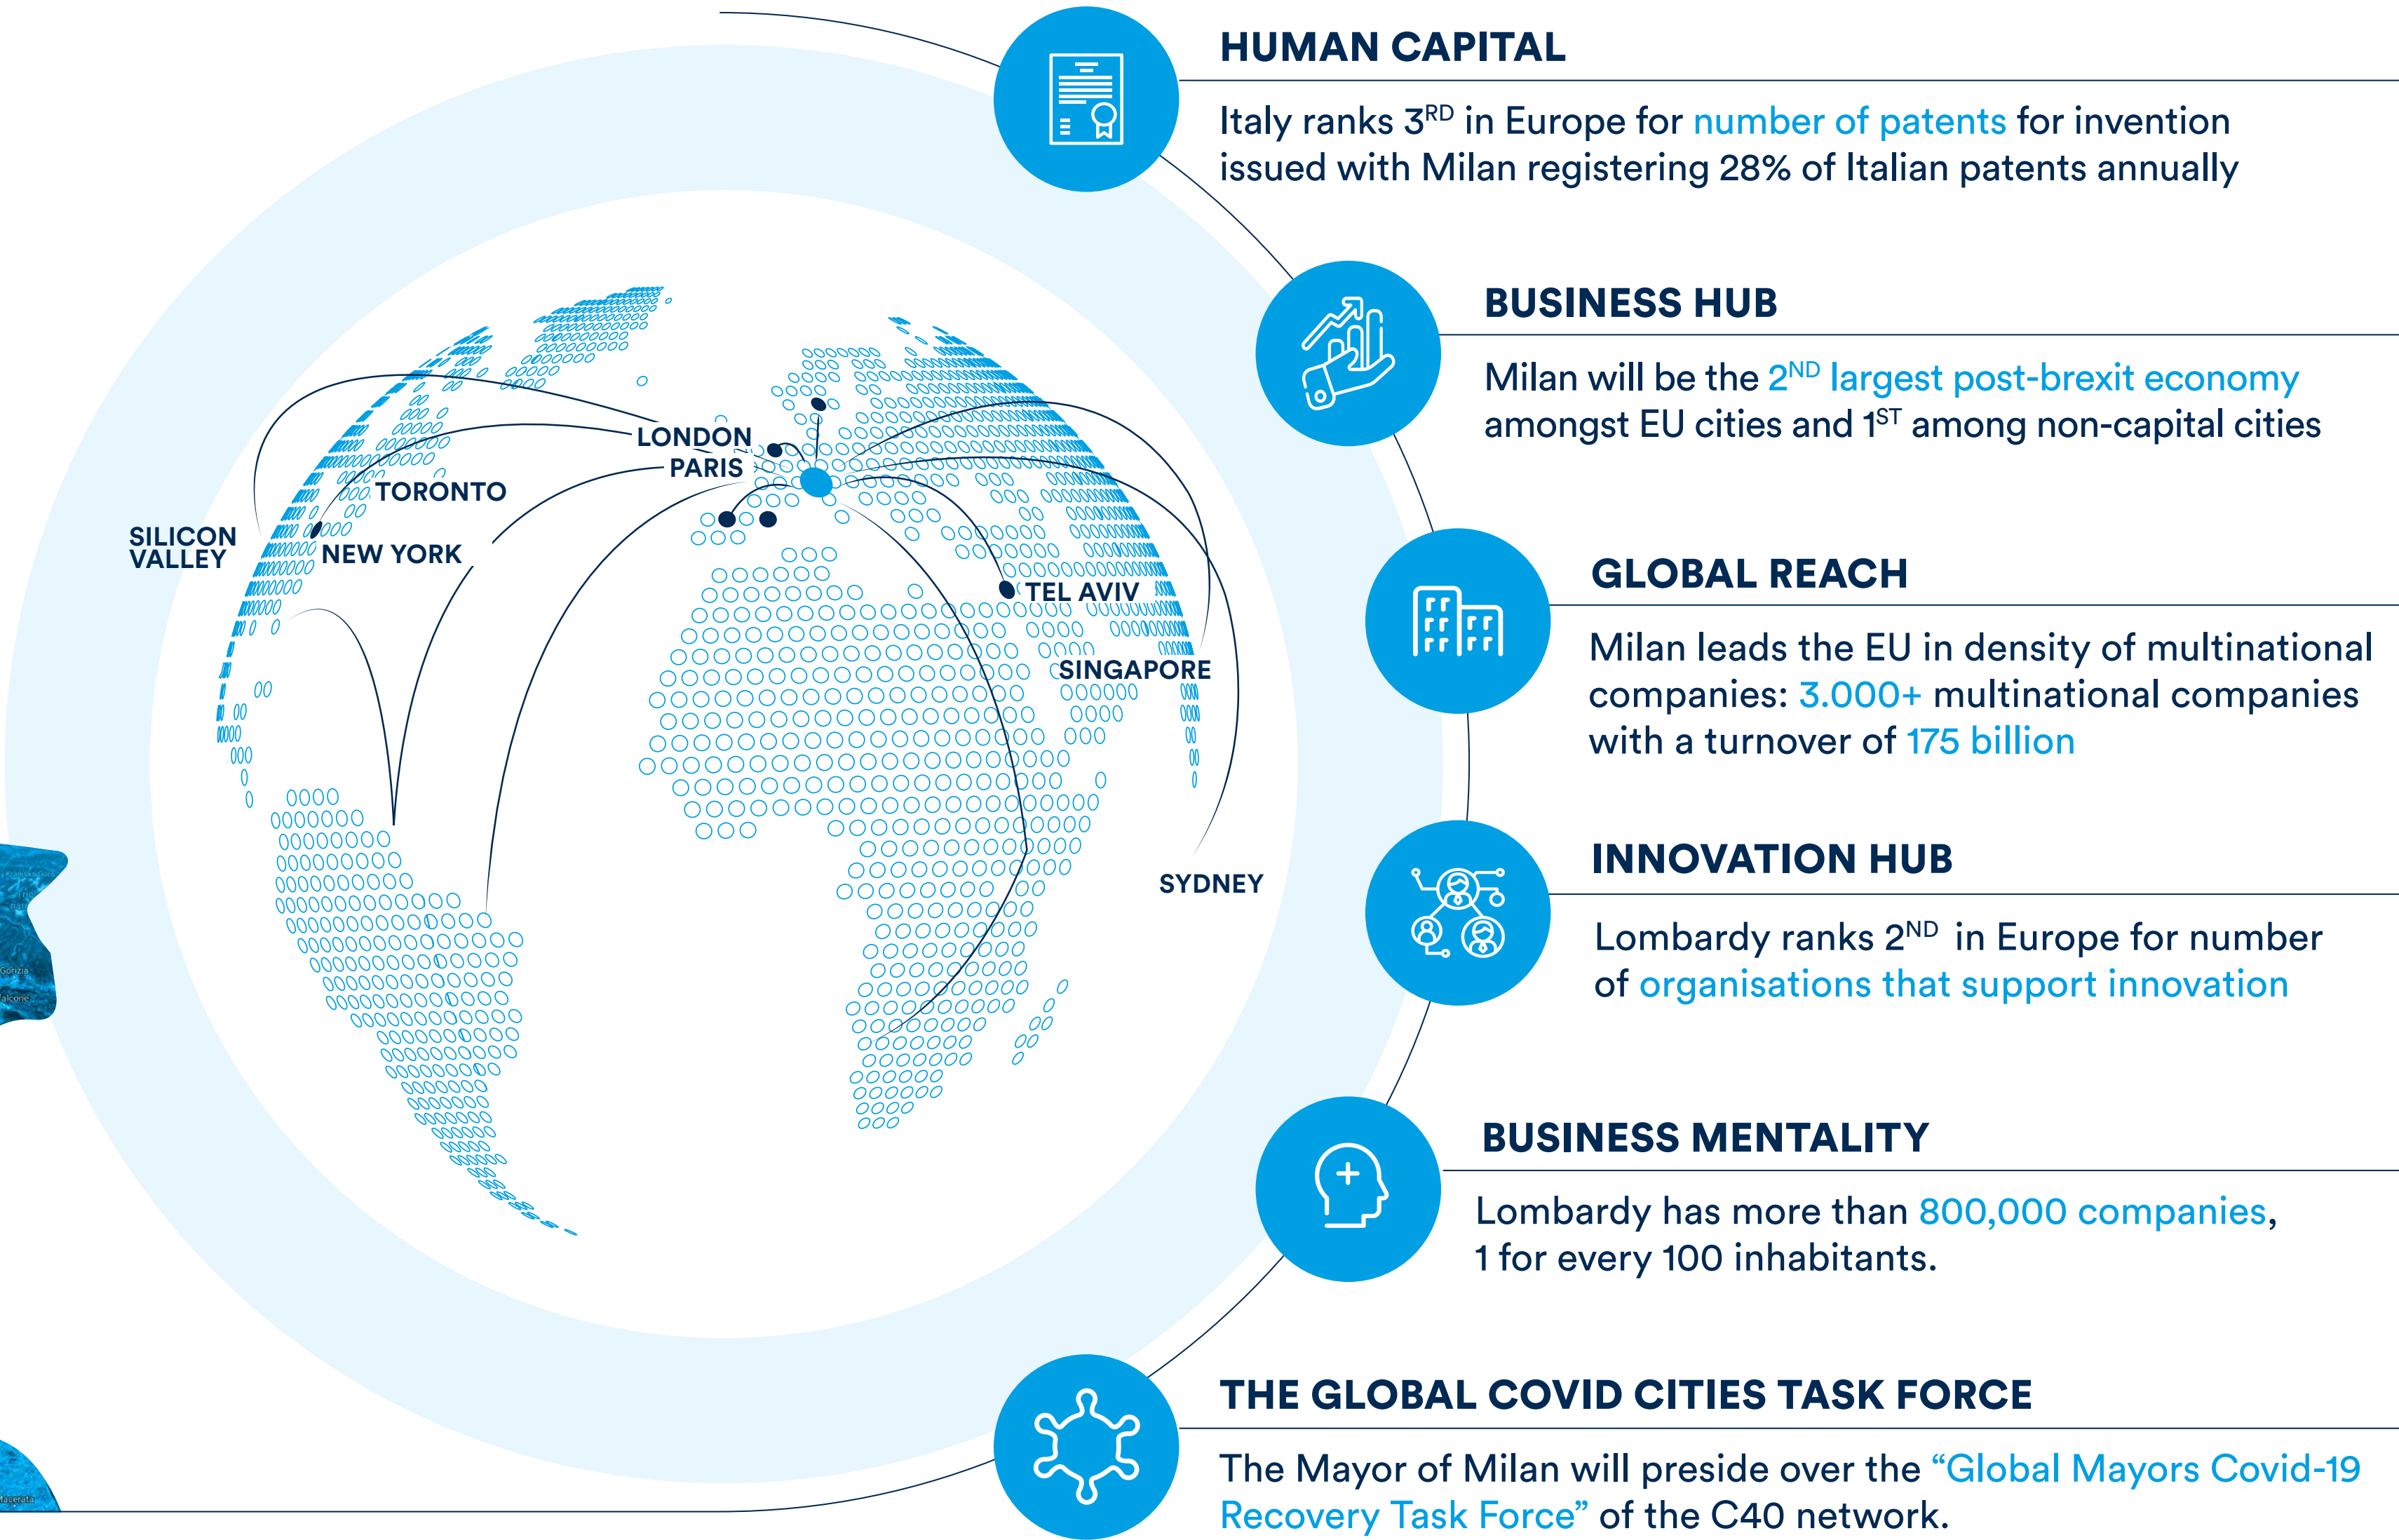 HUMAN CAPITAL
Italy ranks 3RD in Europe for number of patents for invention
issued with Milan registering 28% of Italian patents annually
BUSINESS HUB
Milan will be the 2ND largest post-brexit economy
amongst EU cities and 1ST among non-capital cities
GLOBAL REACH
Milan leads the EU in density of multinational
companies: 3.000+ multinational companies
with a turnover of 175 billion
INNOVATION HUB
Lombardy ranks 2ND in Europe for number
of organisations that support innovation
BUSINESS MENTALITY
Lombardy has more than 800,000 companies,
1 for every 100 inhabitants.
THE GLOBAL COVID CITIES TASK FORCE
The Mayor of Milan will preside over the “Global Mayors Covid-19
Recovery Task Force” of the C40 network.
LONDON
PARIS
TORONTO
SILICON
VALLEY
NEW YORK
TEL AVIV
SINGAPORE
SYDNEY
Gorizia
falcone
Macerata